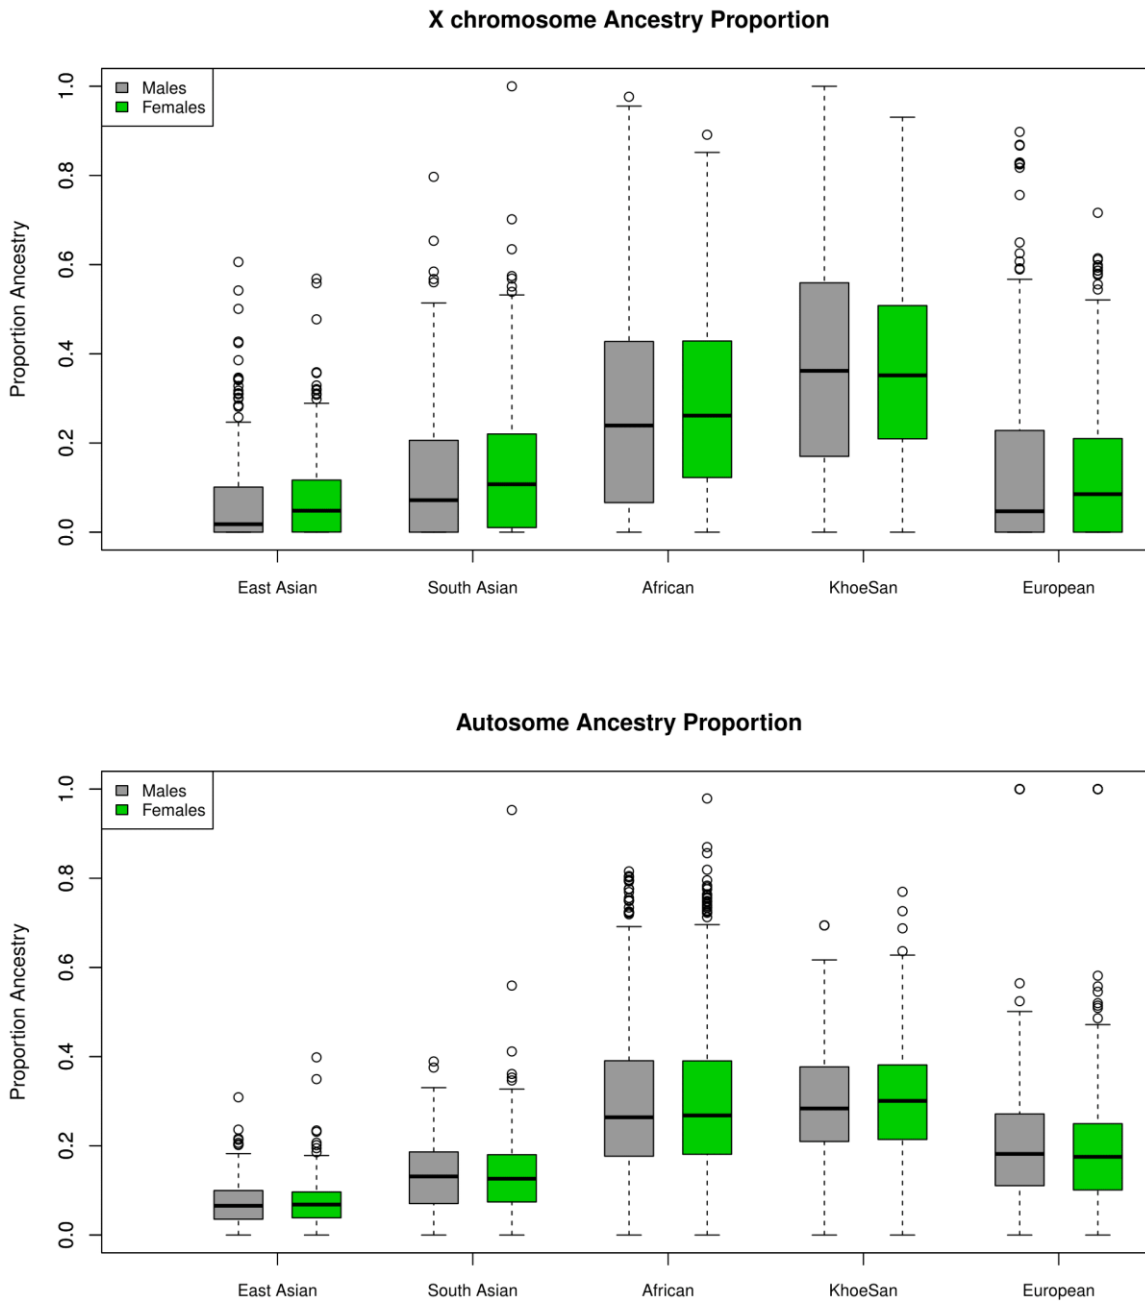 X chromosome Ancestry Proportion
Males
Females
Proportion Ancestry
1.0
0.8
0.6
0.4
0.2
0.0
East Asian South Asian African KhoeSan European
Autosome Ancestry Proportion
Males
Females
Proportion Ancestry
1.0
0.8
0.6
0.4
0.2
0.0
East Asian South Asian African KhoeSan European